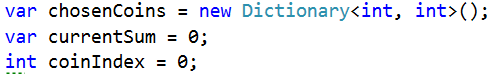 var chosenCoins = new Dictionary<int, int>();
var currentSum = 0;
int coinIndex = 0;